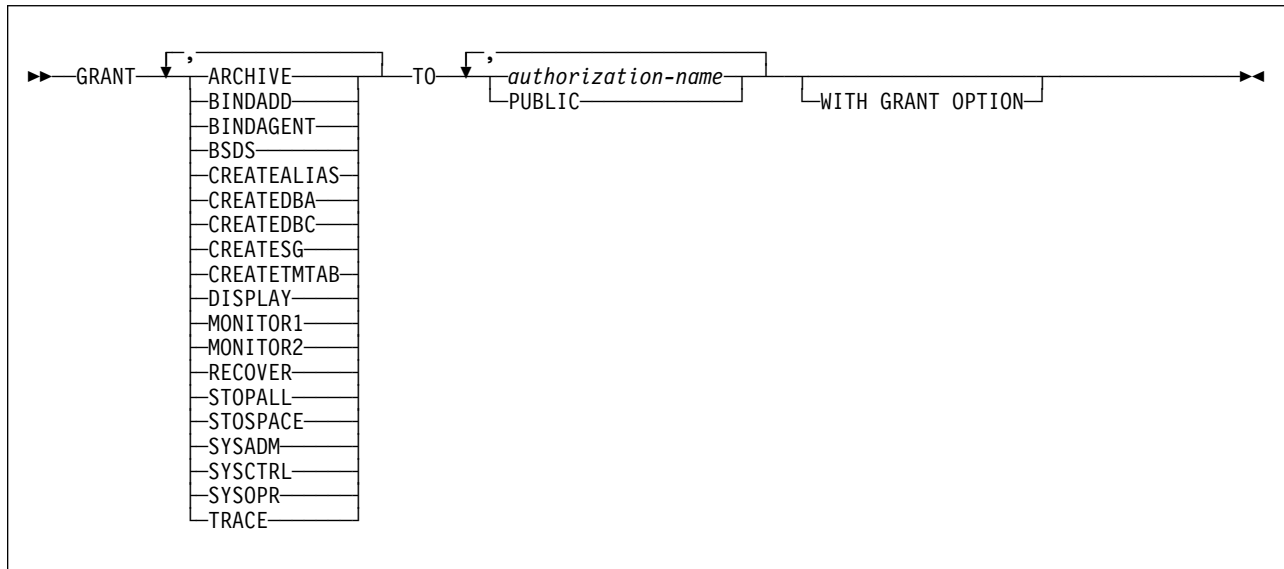 , ,
GRANT ARCHIVE TO authorization-name
BINDADD PUBLIC WITH GRANT OPTION
BINDAGENT
BSDS
CREATEALIAS
CREATEDBA
CREATEDBC
CREATESG
CREATETMTAB
DISPLAY
MONITOR1
MONITOR2
RECOVER
STOPALL
STOSPACE
SYSADM
SYSCTRL
SYSOPR
TRACE